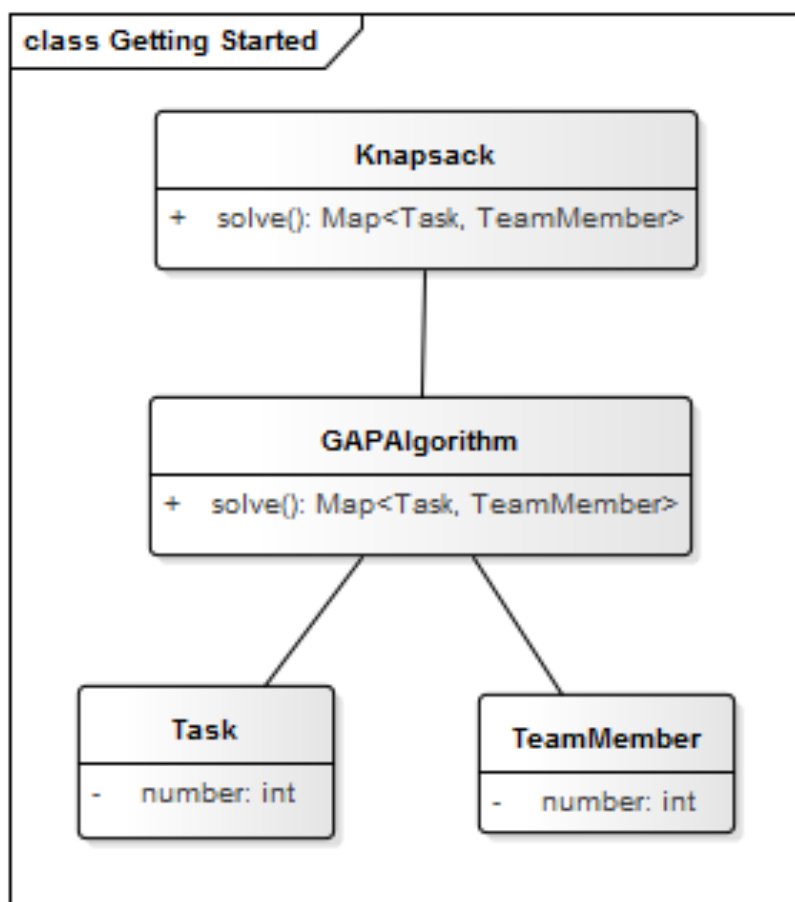 class Getting Started
Knapsack
+ solve(): Map<Task, TeamMember>
GAPAlgorithm
+ solve(): Map<Task, TeamMember>
Task
- number: int
TeamMember
- number: int